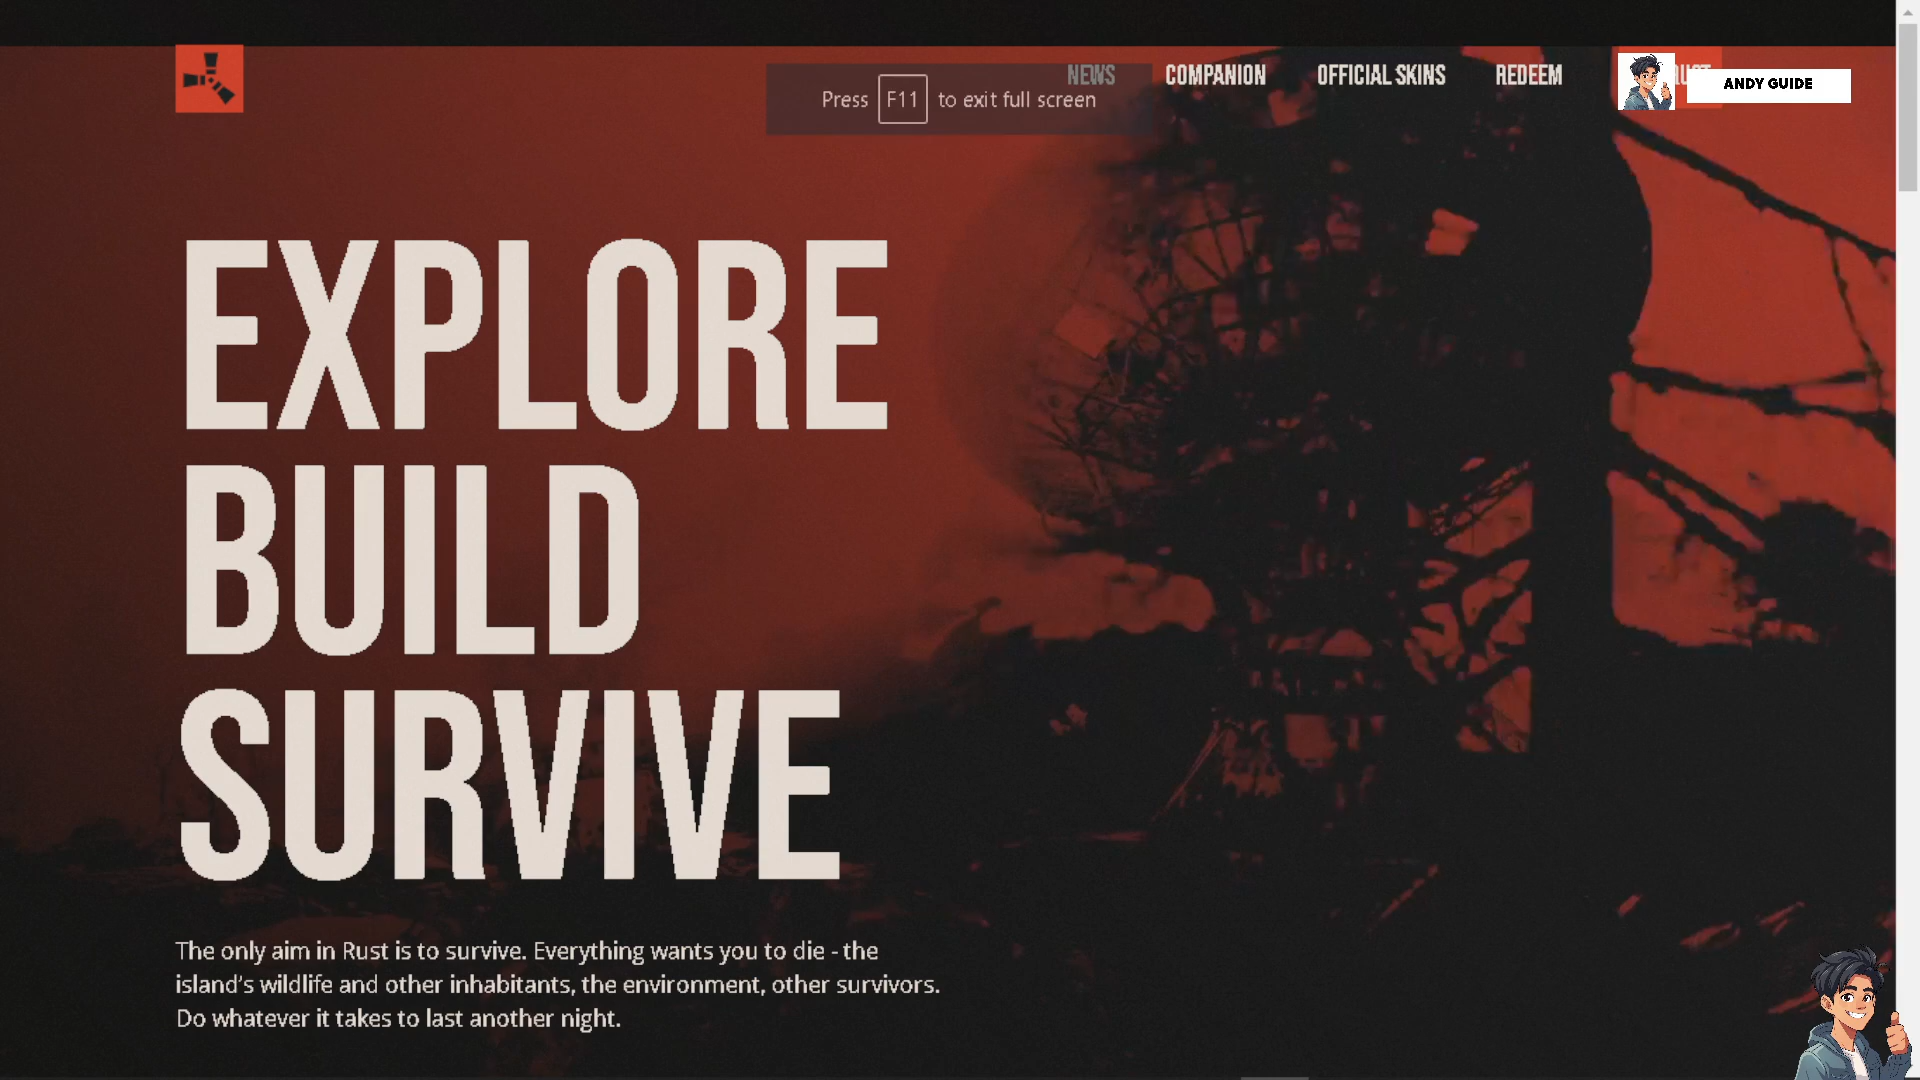 NEWS COMPANION OFFICIAL SKINS REDEEM
Press F11 to exit full screen
ANDY GUIDE
EXPLORE
BUILD
SURVIVE
The only aim in Rust is to survive. Everything wants you to die - the
island's wildlife and other inhabitants, the environment, other survivors.
Do whatever it takes to last another night.